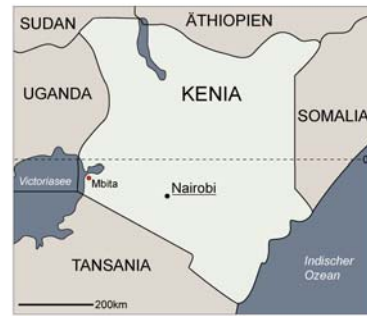 SUDAN
ÄTHIOPIEN
UGANDA
KENIA
SOMALIA
Victoriasee
Mbita
Nairobi
TANSANIA
Indischer
Ozean
200km